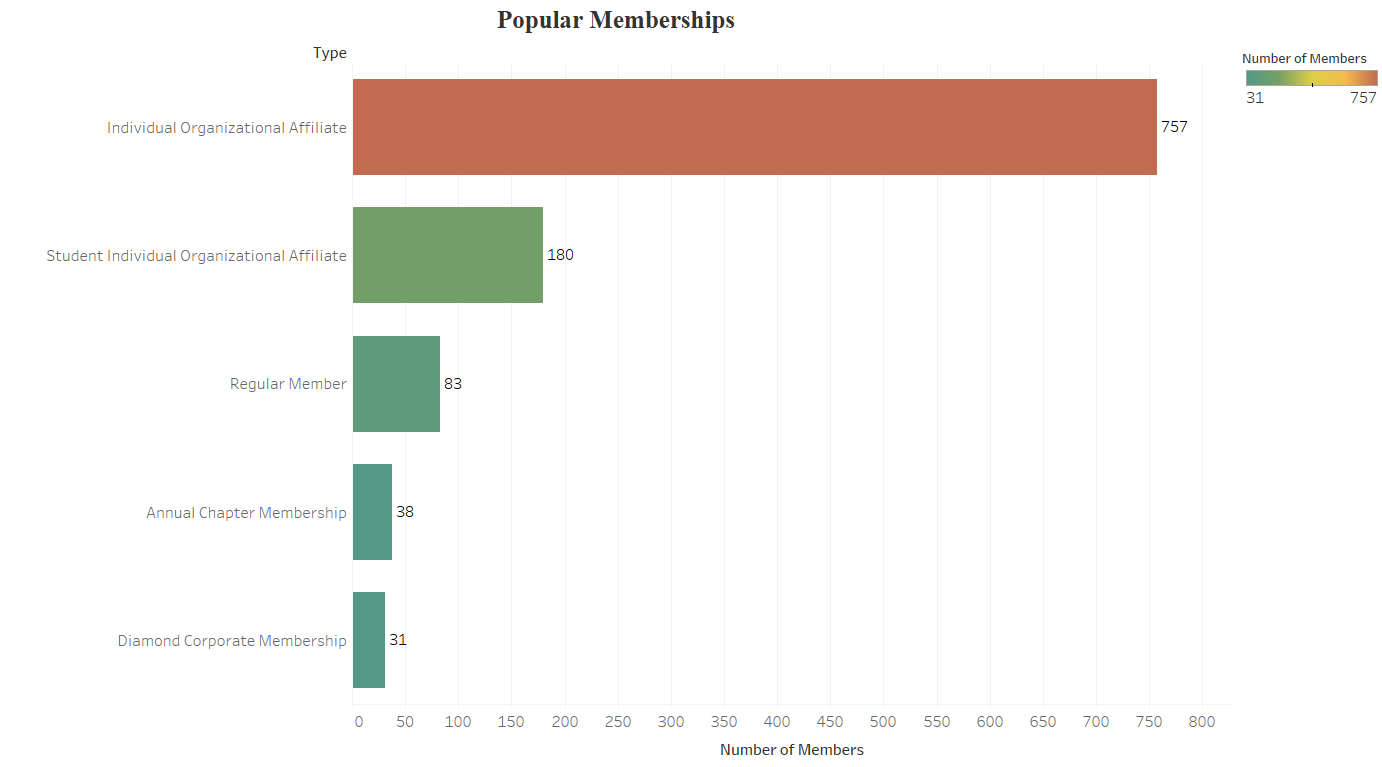 Popular Memberships
Type
Number of Members
31 757
Individual Organizational Affiliate 757
Student Individual Organizational Affiliate 180
Regular Member 83
Annual Chapter Membership 38
Diamond Corporate Membership 31
0 50 100 150 200 250 300 350 400 450 500 550 600 650 700 750 800
Number of Members